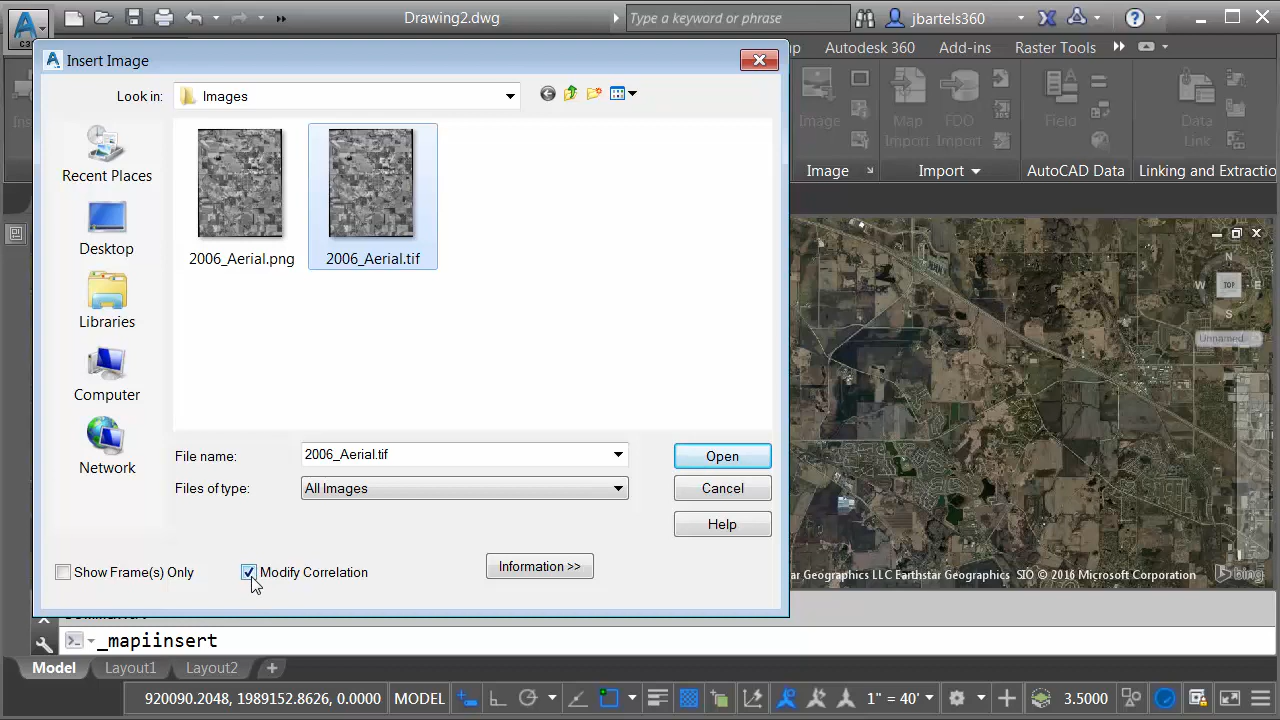 Drawing2.dwg
Type a keyword or phrase
jbartels360
Insert Image
Autodesk 360
Add-ins
Raster Tools
Look in:
Images
Recent Places
Desktop
Libraries
Computer
Network
2006_Aerial.png
2006_Aerial.tif
File name:
2006_Aerial.tif
Open
Files of type:
All Images
Cancel
Help
Show Frame(s) Only
Modify Correlation
Information >>
Image
Map
Import
FDO
Import
Field
Data
Link
Image
Import
AutoCAD Data
Linking and Extractio
N
W
TOP
E
S
Unnamed
star Geographics LLC Earthstar Geographics SIO © 2016 Microsoft Corporation
bing
_mapiinsert
Model
Layout1
Layout2
920090.2048, 1989152.8626, 0.0000
MODEL
1" = 40'
3.5000